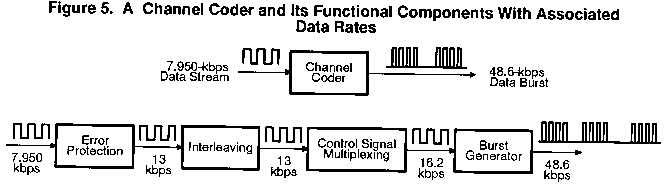 Figure 5. A Channel Coder and Its Functional Components With Associated
Data Rates
7.950-kbps
Data Stream
Channel
Coder
48.6-kbps
Data Burst
Error
Protection
Interleaving
Control Signal
Multiplexing
Burst
Generator
7.950
kbps
13
kbps
13
kbps
16.2
kbps
48.6
kbps